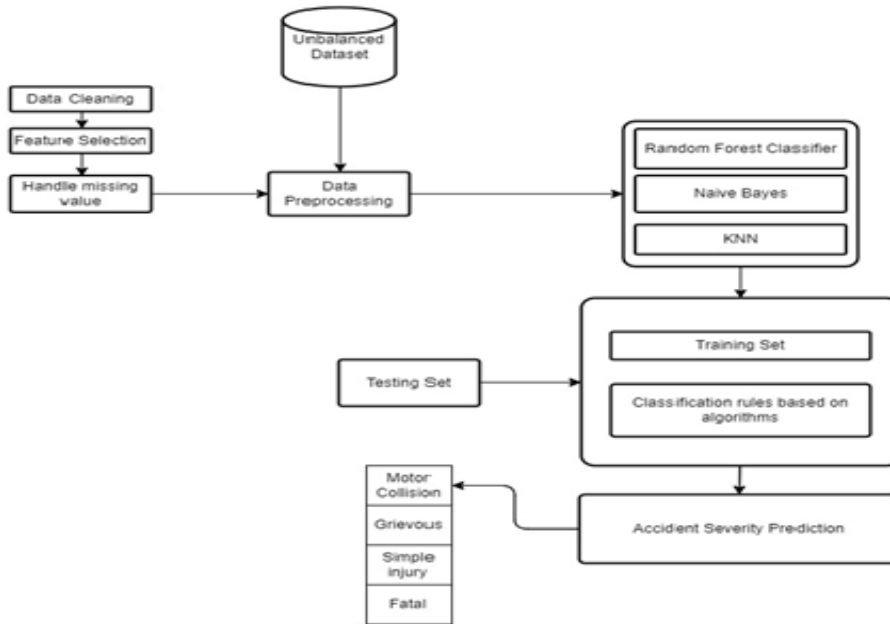 Unbalanced
Dataset
Data Cleaning
Feature Selection
Handle missing
value
Data
Preprocessing
Random Forest Classifier
Naive Bayes
KNN
Training Set
Testing Set
Classification rules based on
algorithms
Motor
Collision
Grievous
Simple
injury
Fatal
Accident Severity Prediction